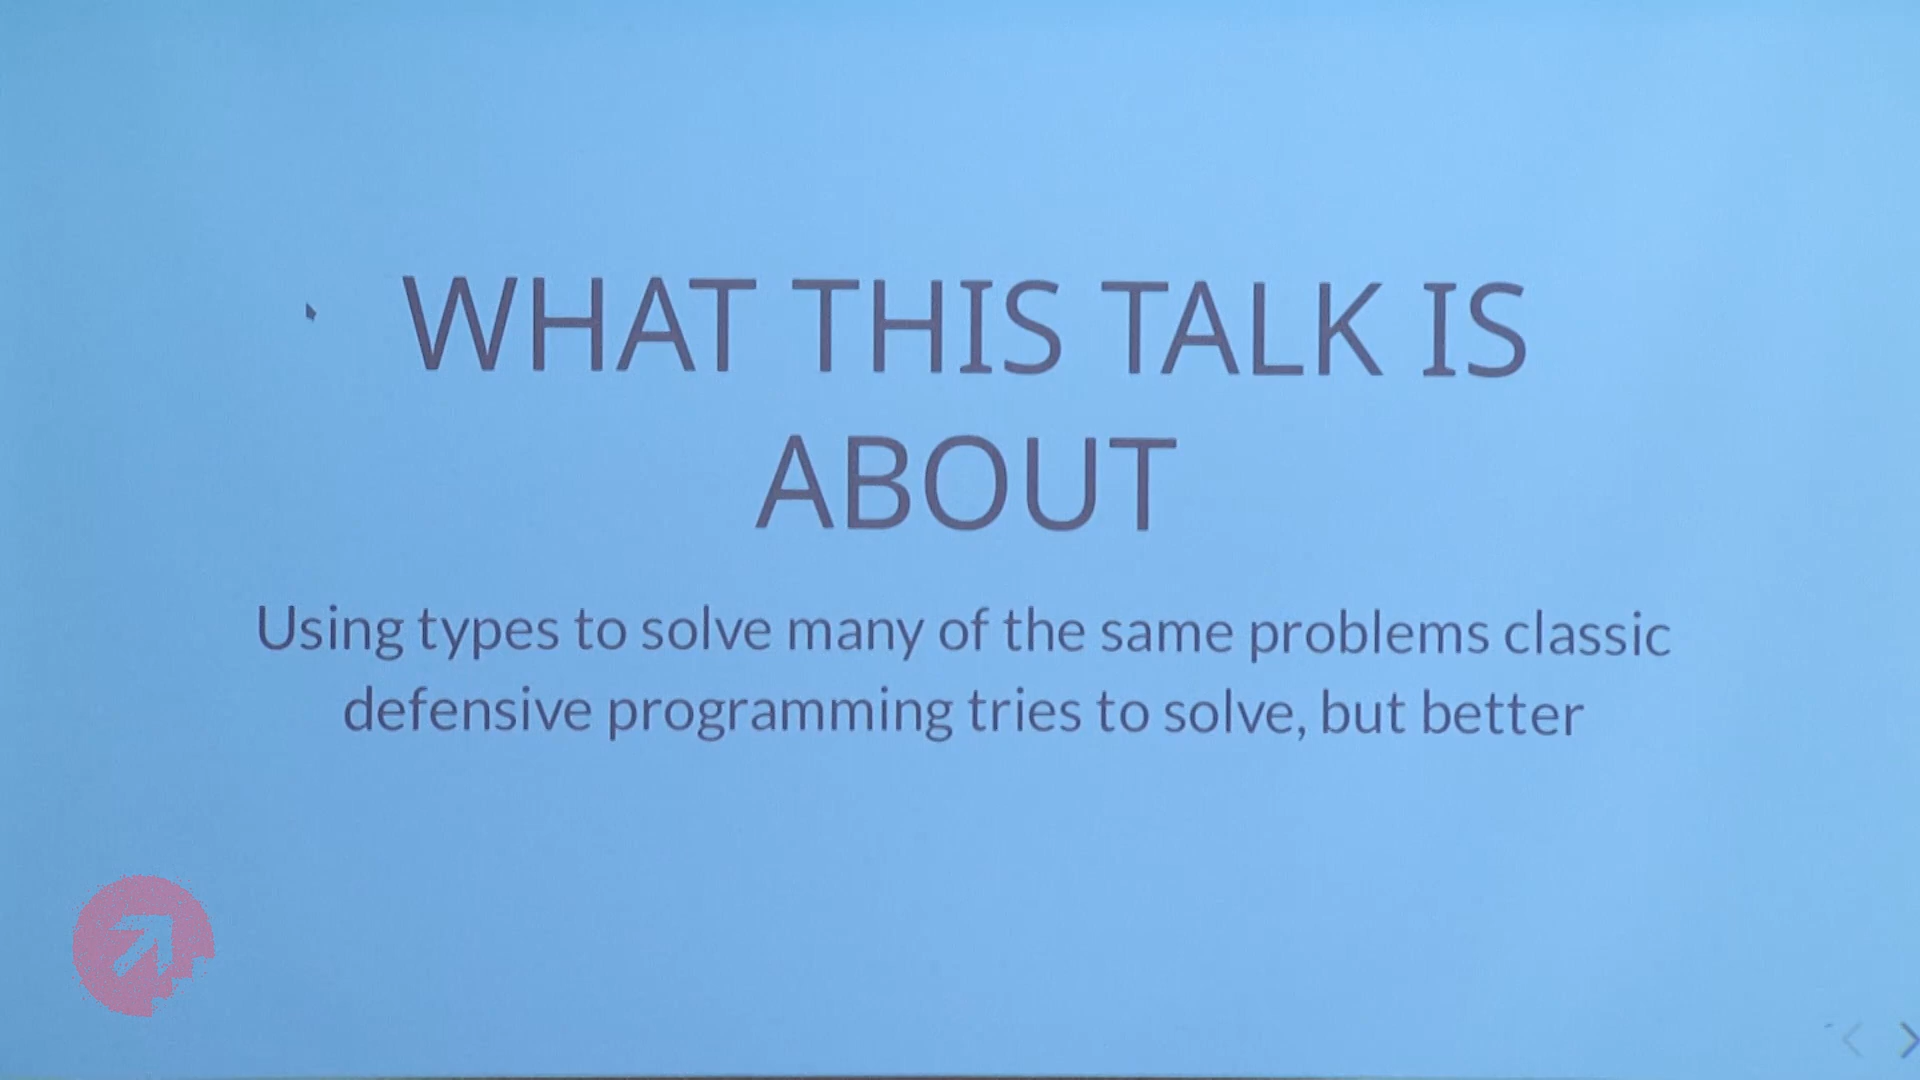 WHAT THIS TALK IS
ABOUT
Using types to solve many of the same problems classic
defensive programming tries to solve, but better